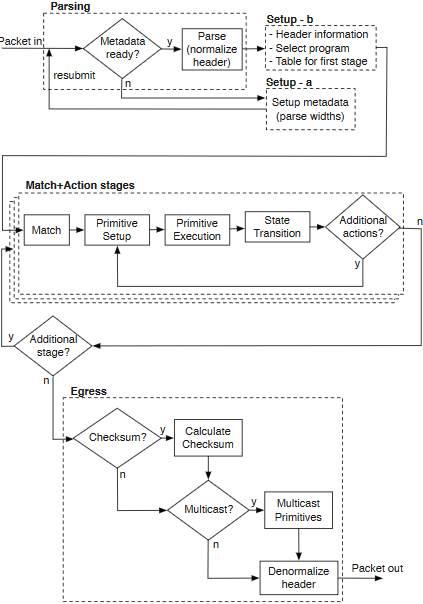 Parsing
Setup - b
Packet in
Metadata
ready?
y
Parse
(normalize
header)
- Header information
- Select program
- Table for first stage
resubmit
n
Setup - a
Setup metadata
(parse widths)
Match+Action stages
Match
Primitive
Setup
Primitive
Execution
State
Transition
Additional
actions?
n
y
y
Additional
stage?
n
Egress
Checksum?
y
Calculate
Checksum
n
Multicast?
y
Multicast
Primitives
n
Denormalize
header
Packet out